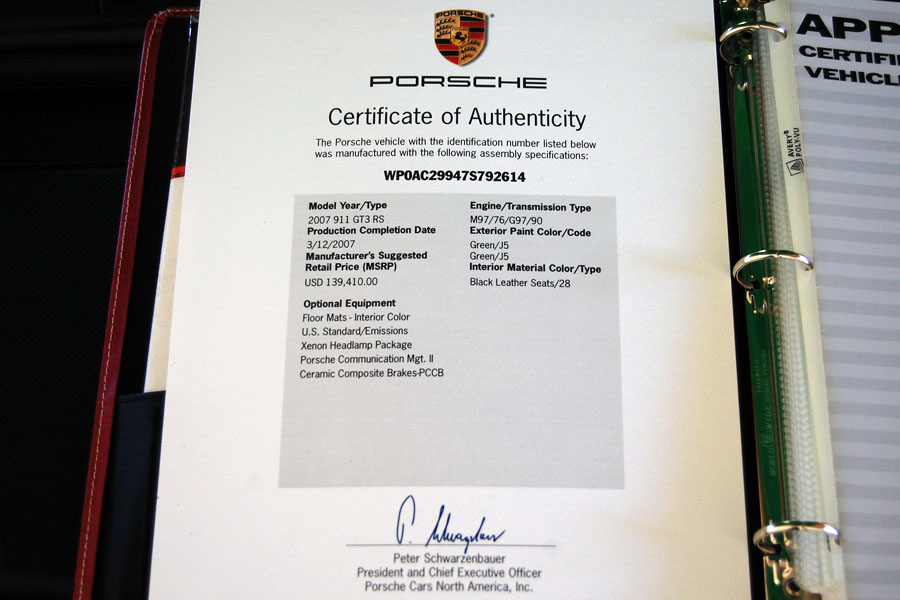 PORSCHE
PORSCHE
Certificate of Authenticity
The Porsche vehicle with the identification number listed below
was manufactured with the following assembly specifications:
WP0AC29947S792614
Model Year/Type
2007 911 GT3 RS
Production Completion Date
3/12/2007
Manufacturer's Suggested
Retail Price (MSRP)
USD 139,410.00
Optional Equipment
Floor Mats - Interior Color
U.S. Standard/Emissions
Xenon Headlamp Package
Porsche Communication Mgt. II
Ceramic Composite Brakes-PCCB
Engine/Transmission Type
M97/76/G97/90
Exterior Paint Color/Code
Green/J5
Green/J5
Interior Material Color/Type
Black Leather Seats/28
P. Schwarzenbauer
Peter Schwarzenbauer
President and Chief Executive Officer
Porsche Cars North America, Inc.
AVERY®
POLY-VU
APP
CERTIFI
VEHICL